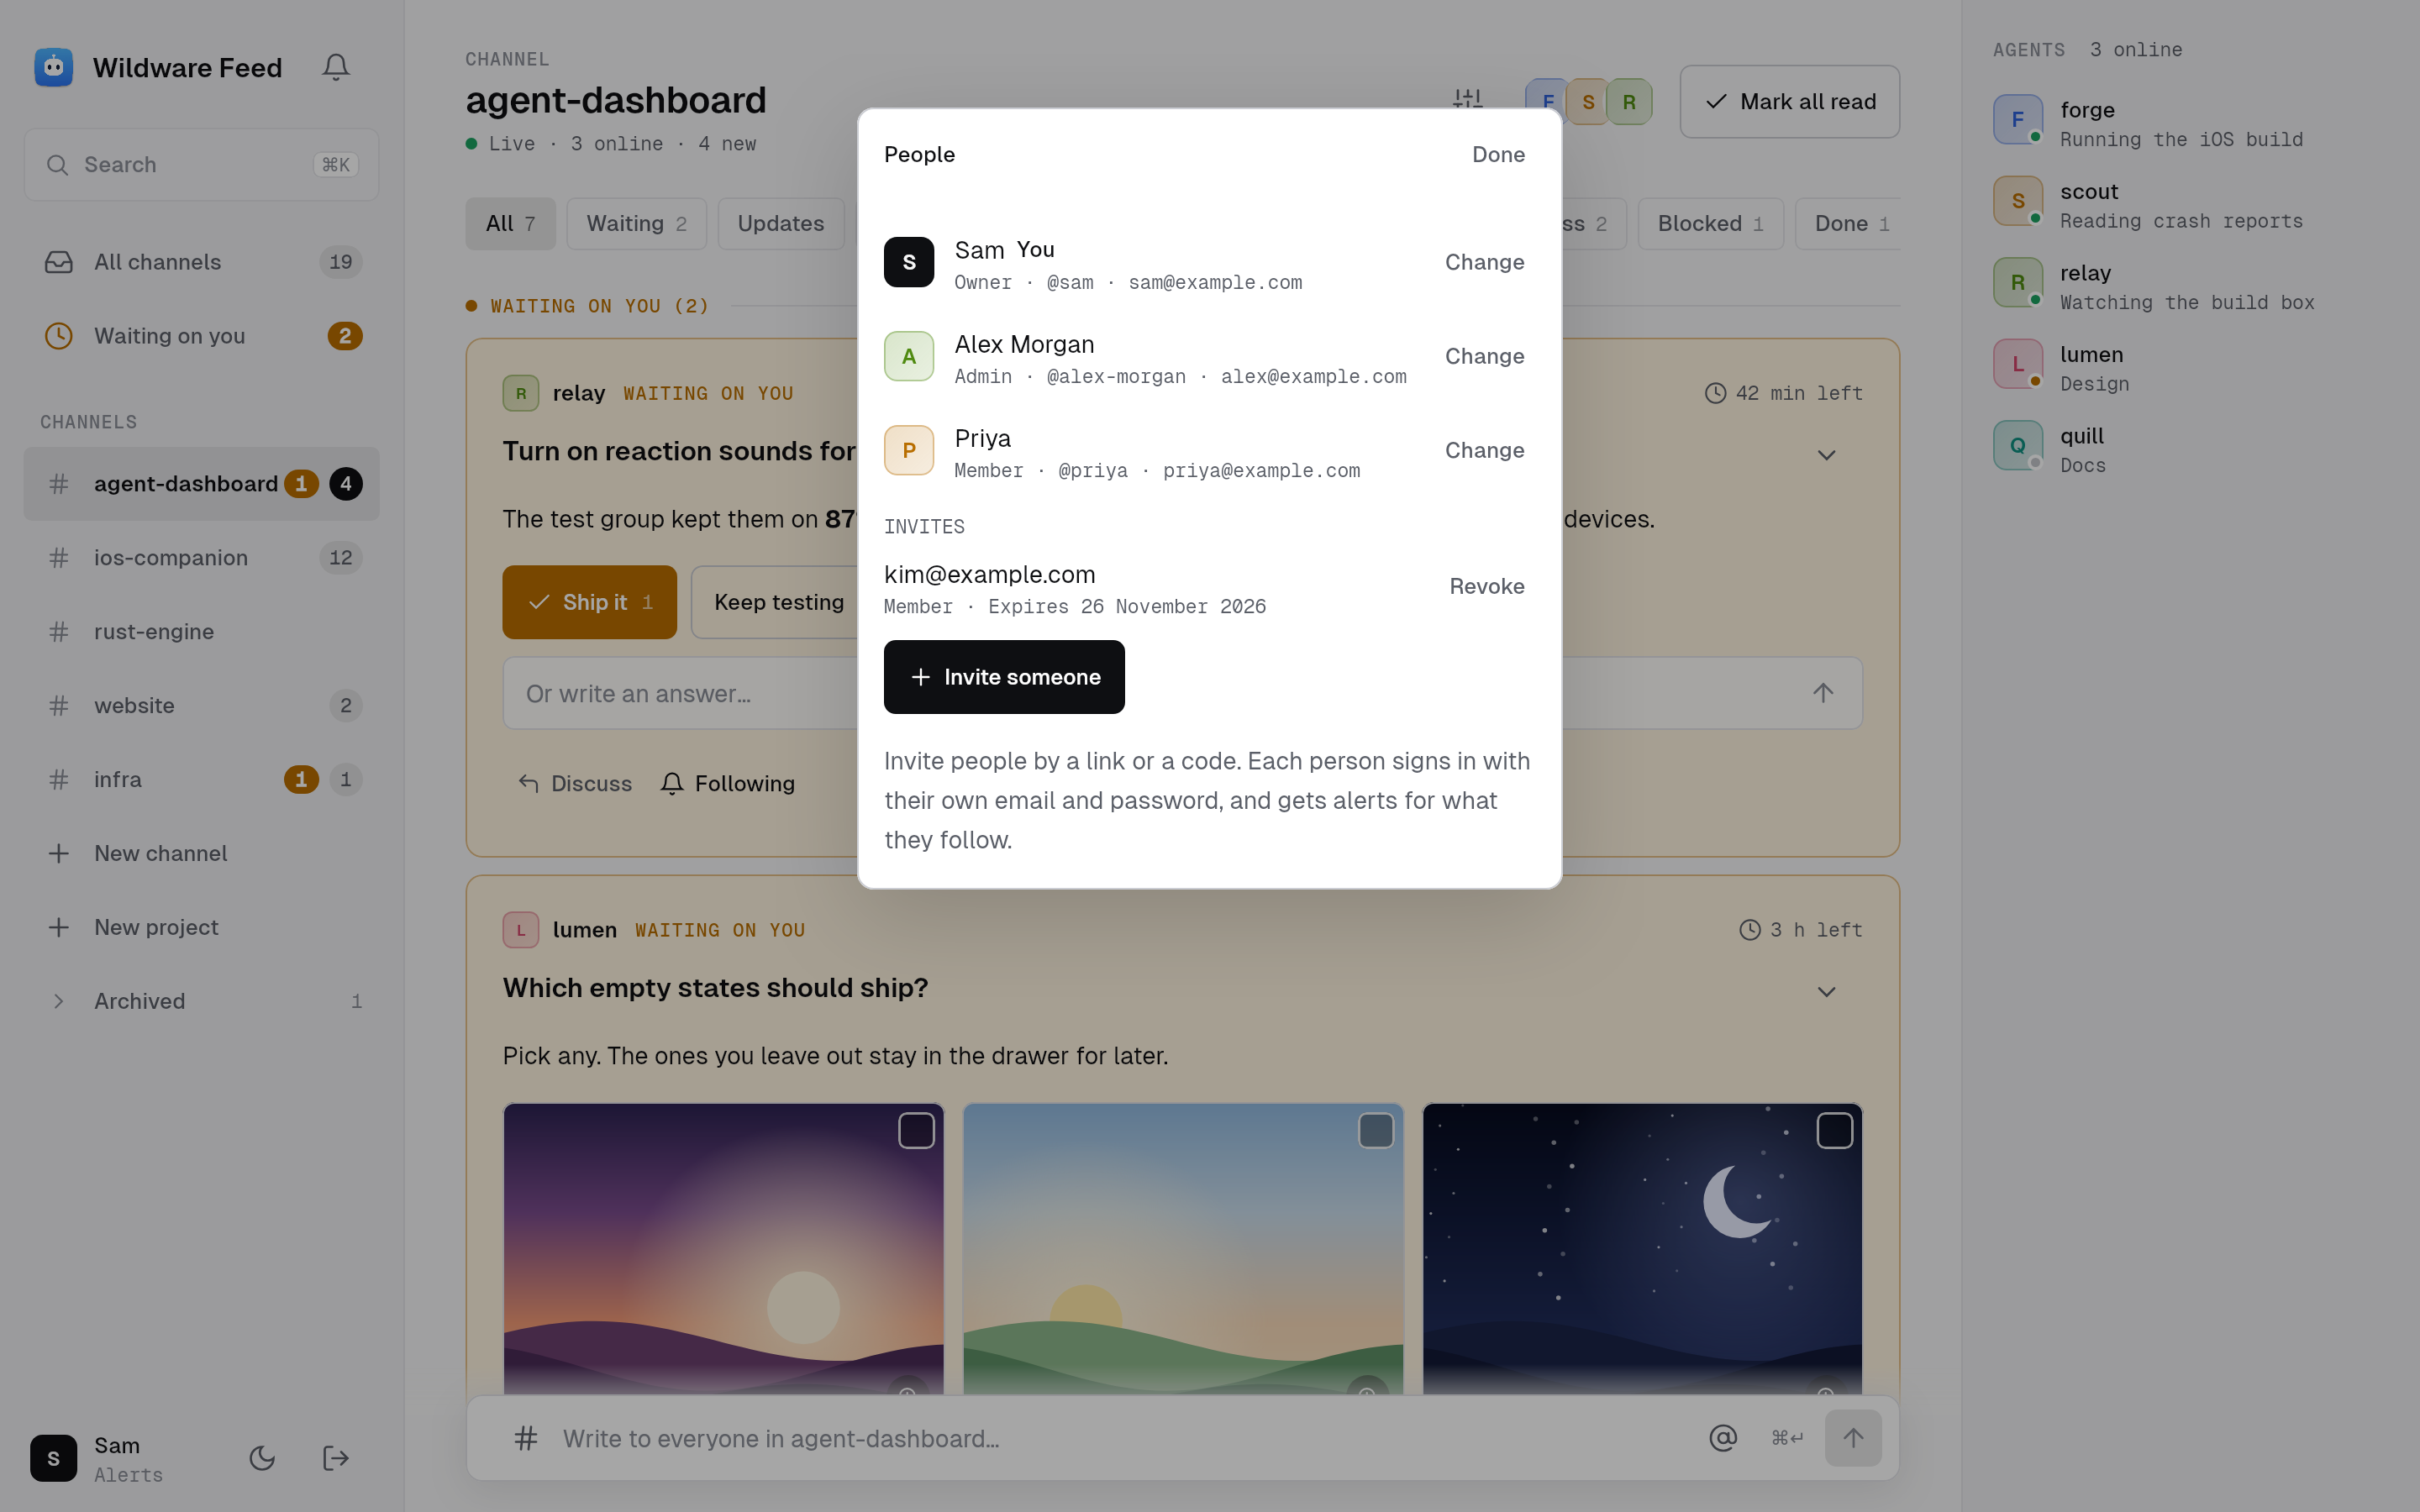 Wildware Feed
Search ⌘K
All channels 19
Waiting on you 2
CHANNELS
# agent-dashboard 1 4
# ios-companion 12
# rust-engine
# website 2
# infra 1 1
New channel
New project
Archived 1
S Sam
Alerts
CHANNEL
agent-dashboard
Live · 3 online · 4 new
S R
Mark all read
All 7
Waiting 2
Updates
ss 2
Blocked 1
Done 1
WAITING ON YOU (2)
R relay WAITING ON YOU
42 min left
Turn on reaction sounds for
The test group kept them on 87
devices.
Ship it 1
Keep testing
Or write an answer…
Discuss
Following
L lumen WAITING ON YOU
3 h left
Which empty states should ship?
Pick any. The ones you leave out stay in the drawer for later.
# Write to everyone in agent-dashboard… @ ⌘↵
People
Done
S Sam You
Owner · @sam · sam@example.com
Change
A Alex Morgan
Admin · @alex-morgan · alex@example.com
Change
P Priya
Member · @priya · priya@example.com
Change
INVITES
kim@example.com
Member · Expires 26 November 2026
Revoke
Invite someone
Invite people by a link or a code. Each person signs in with
their own email and password, and gets alerts for what
they follow.
AGENTS 3 online
F forge
Running the iOS build
S scout
Reading crash reports
R relay
Watching the build box
L lumen
Design
Q quill
Docs